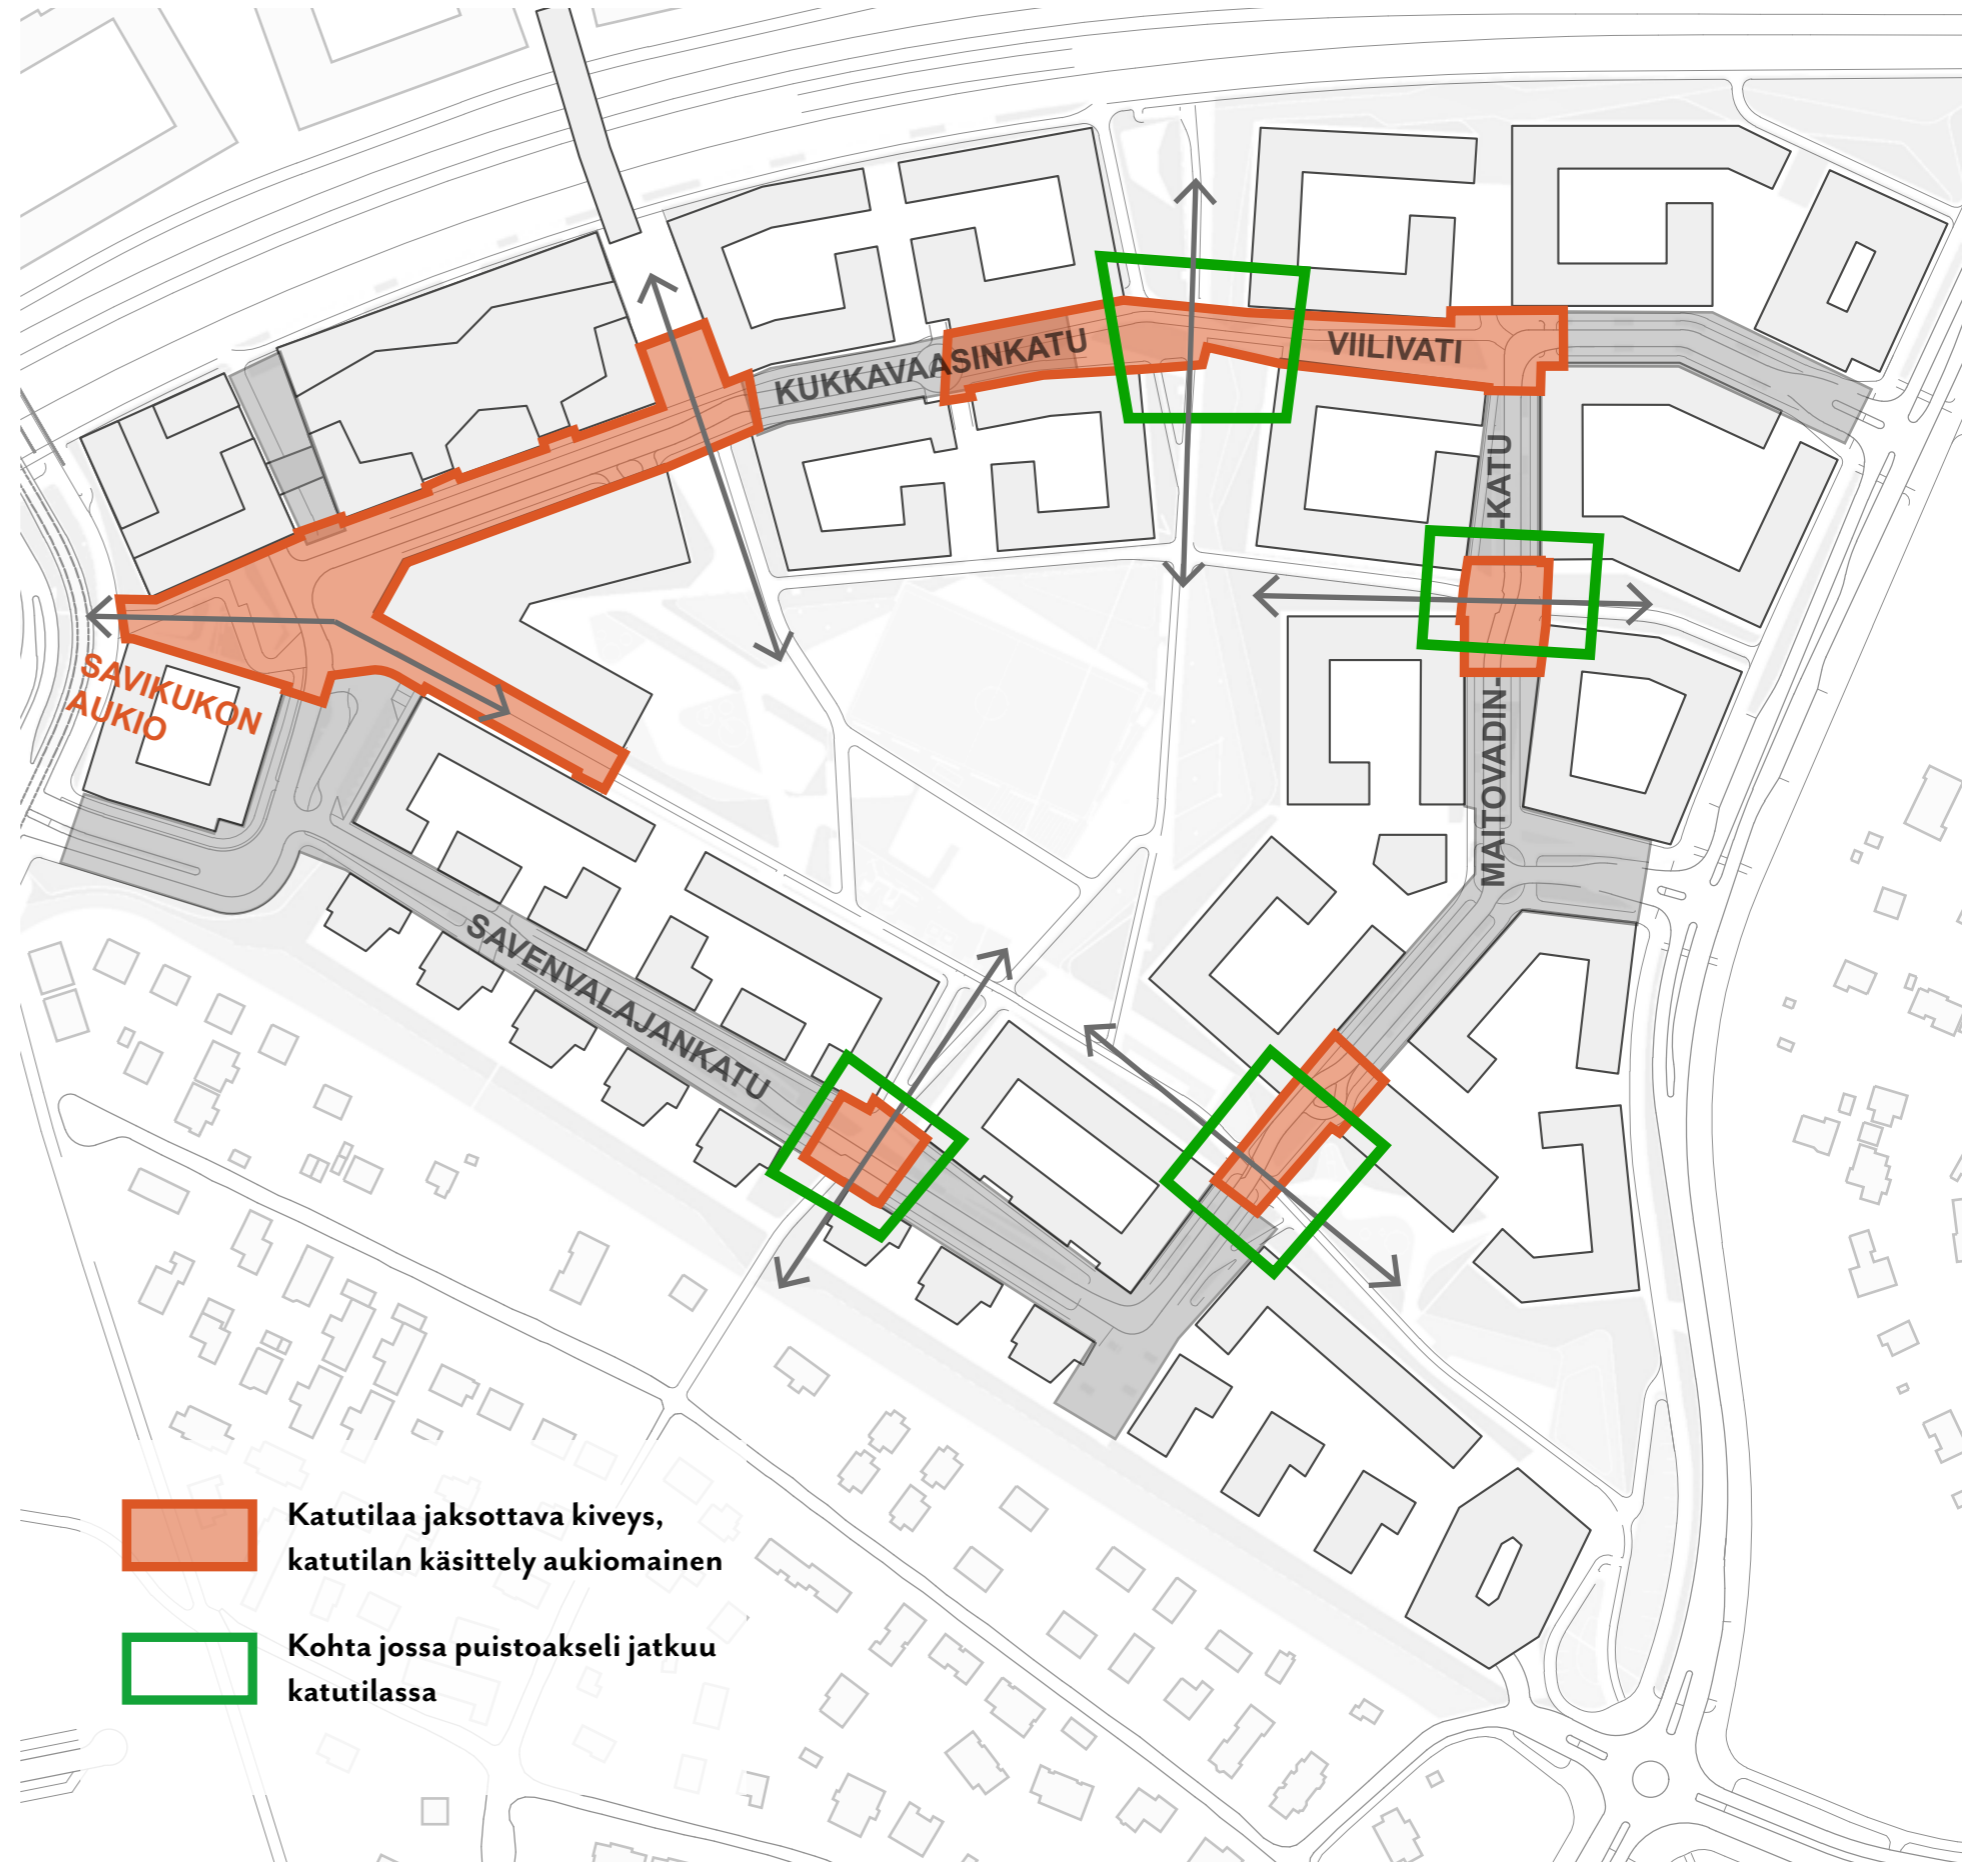 KUKKAVAASINKATU
VIILIVATI
-KATU
MAITOVADIN-
SAVIKUKON
AUKIO
SAVENVALAJANKATU
Katutilaa jaksottava kiveys,
katutilan käsittely aukiomainen
Kohta jossa puistoakseli jatkuu
katutilassa